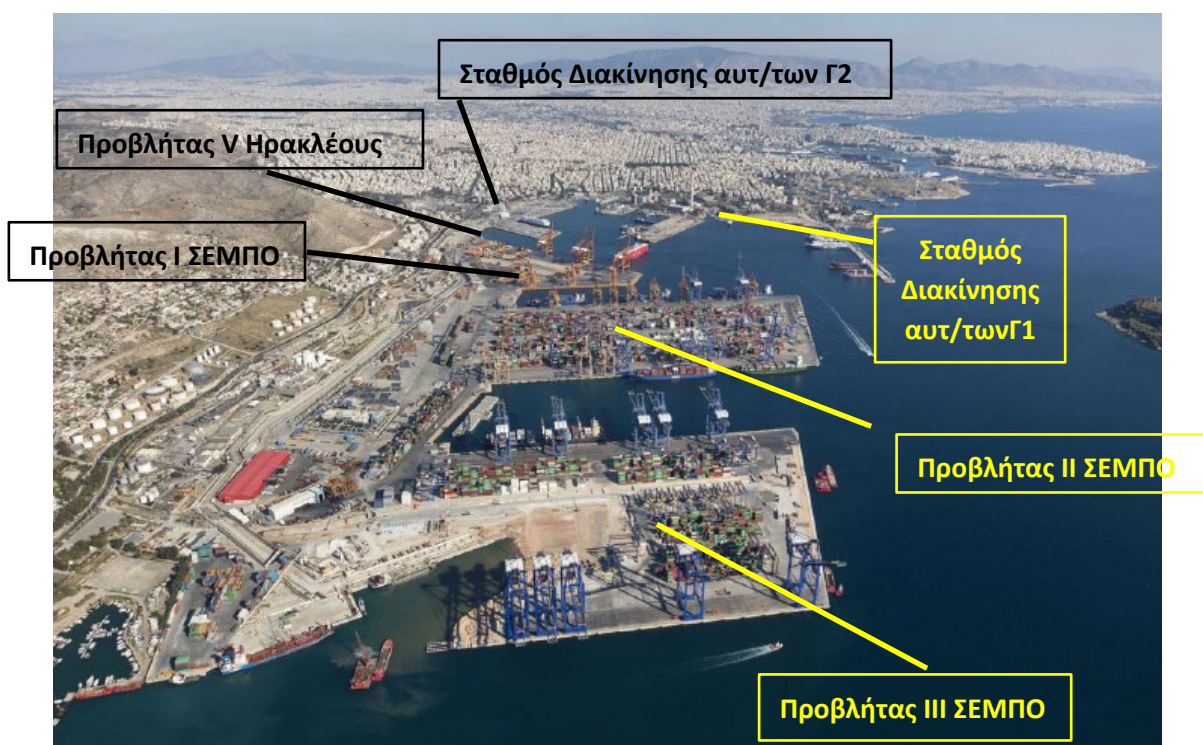 Σταθμός Διακίνησης αυτ/των Γ2
Προβλήτας V Ηρακλέους
Προβλήτας Ι ΣΕΜΠΟ
Σταθμός
Διακίνησης
αυτ/τωνΓ1
Προβλήτας ΙΙ ΣΕΜΠΟ
Προβλήτας ΙΙΙ ΣΕΜΠΟ